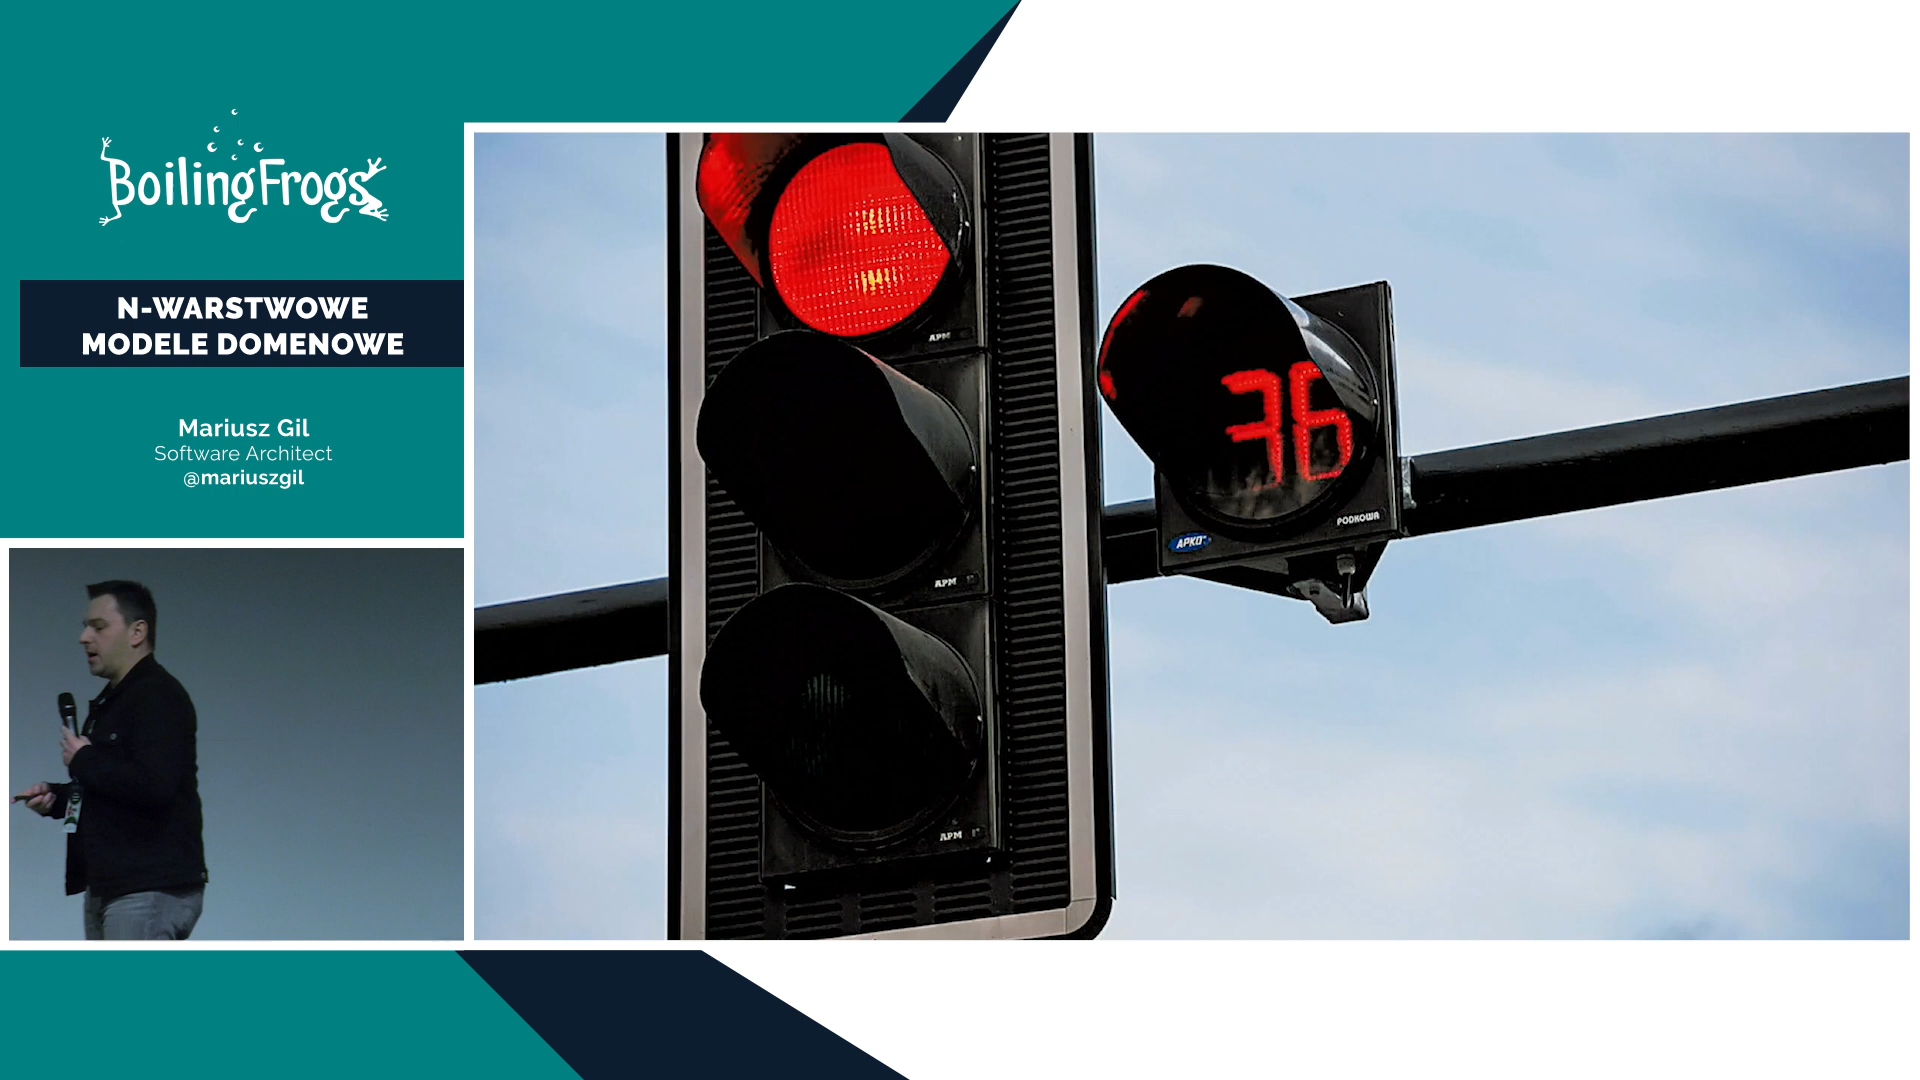 BoilingFrogs
N-WARSTWOWE
MODELE DOMENOWE
Mariusz Gil
Software Architect
@mariuszgil
36
APM
PODKOWA
APKO
APM
APM